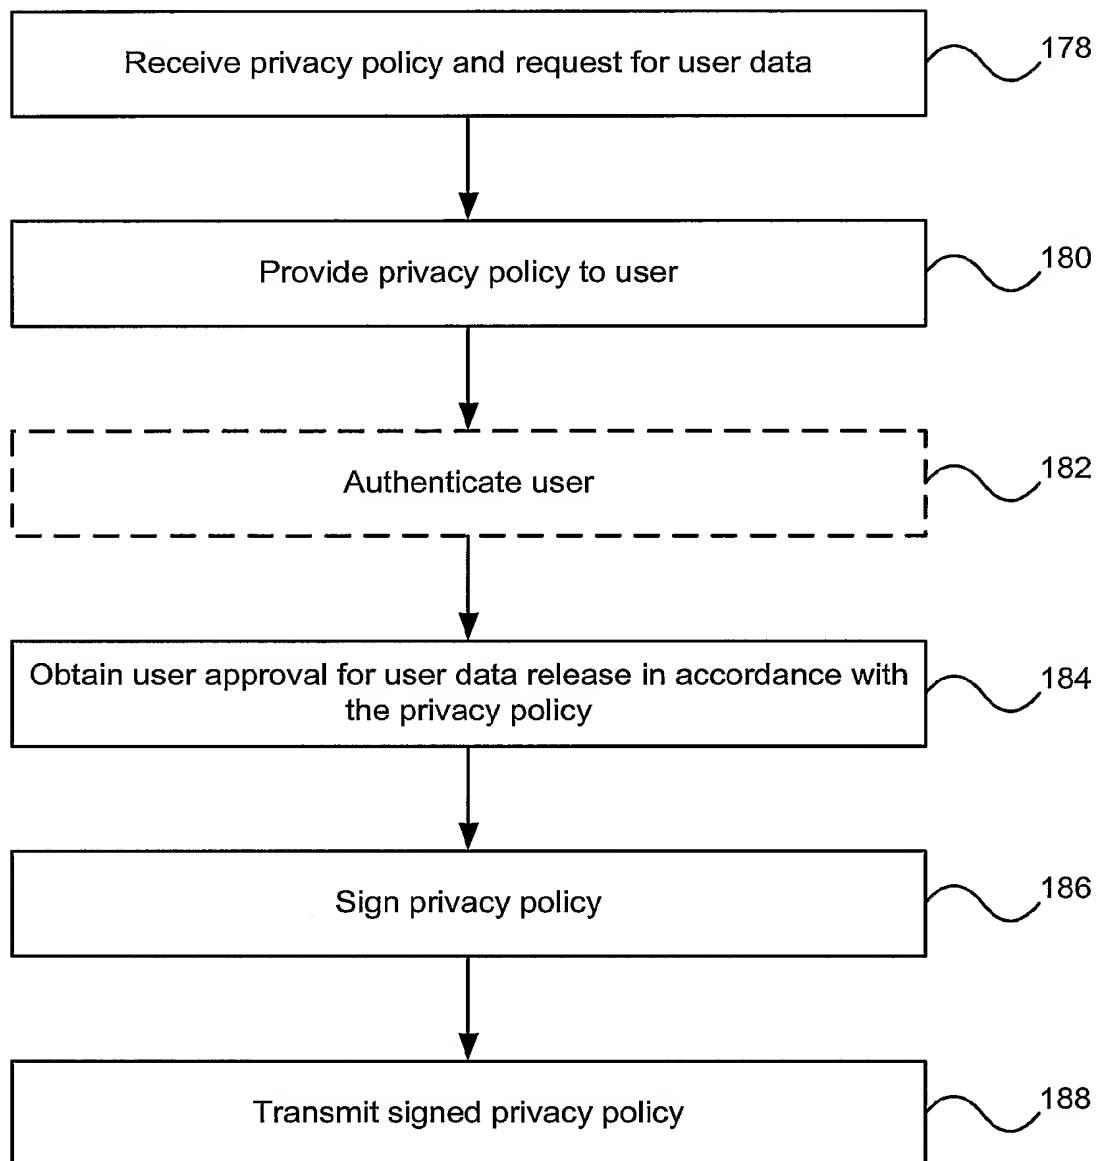 Receive privacy policy and request for user data
178
Provide privacy policy to user
180
Authenticate user
182
Obtain user approval for user data release in accordance with
the privacy policy
184
Sign privacy policy
186
Transmit signed privacy policy
188